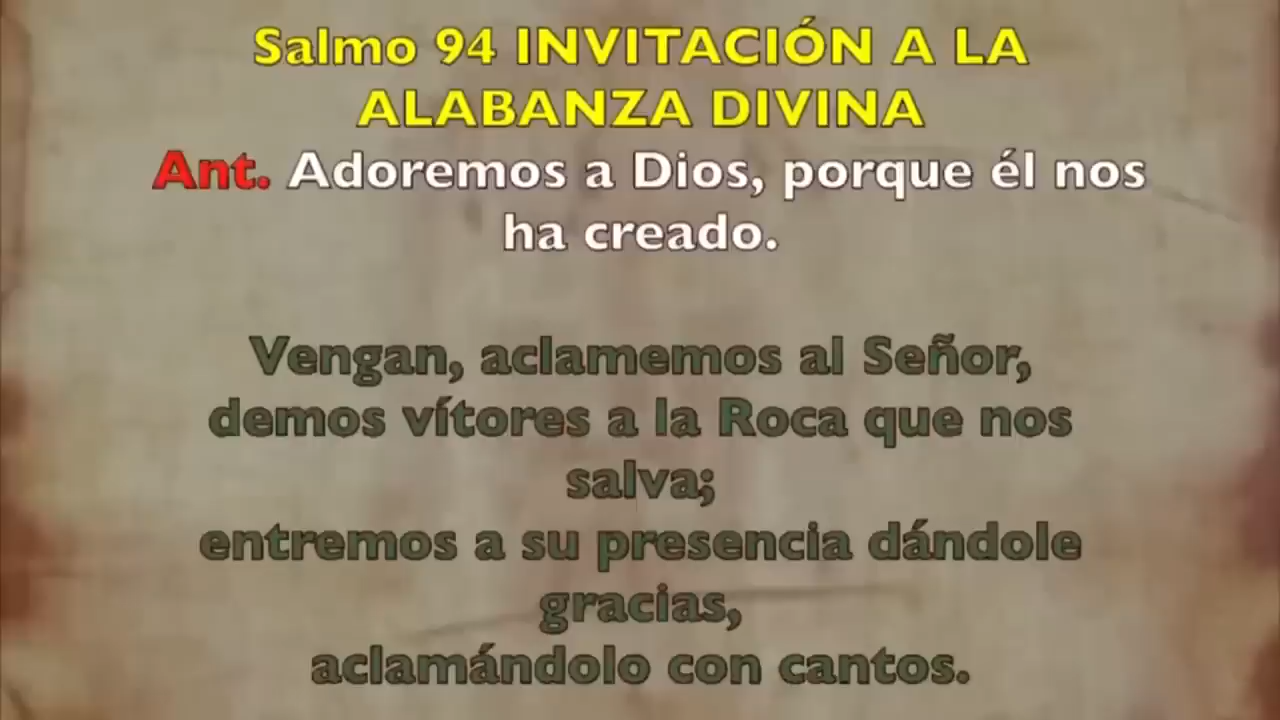 Salmo 94 INVITACIÓN A LA
ALABANZA DIVINA
Ant. Adoremos a Dios, porque él nos
ha creado.
Vengan, aclamemos al Señor,
demos vítores a la Roca que nos
salva;
entremos a su presencia dándole
gracias,
aclamándolo con cantos.